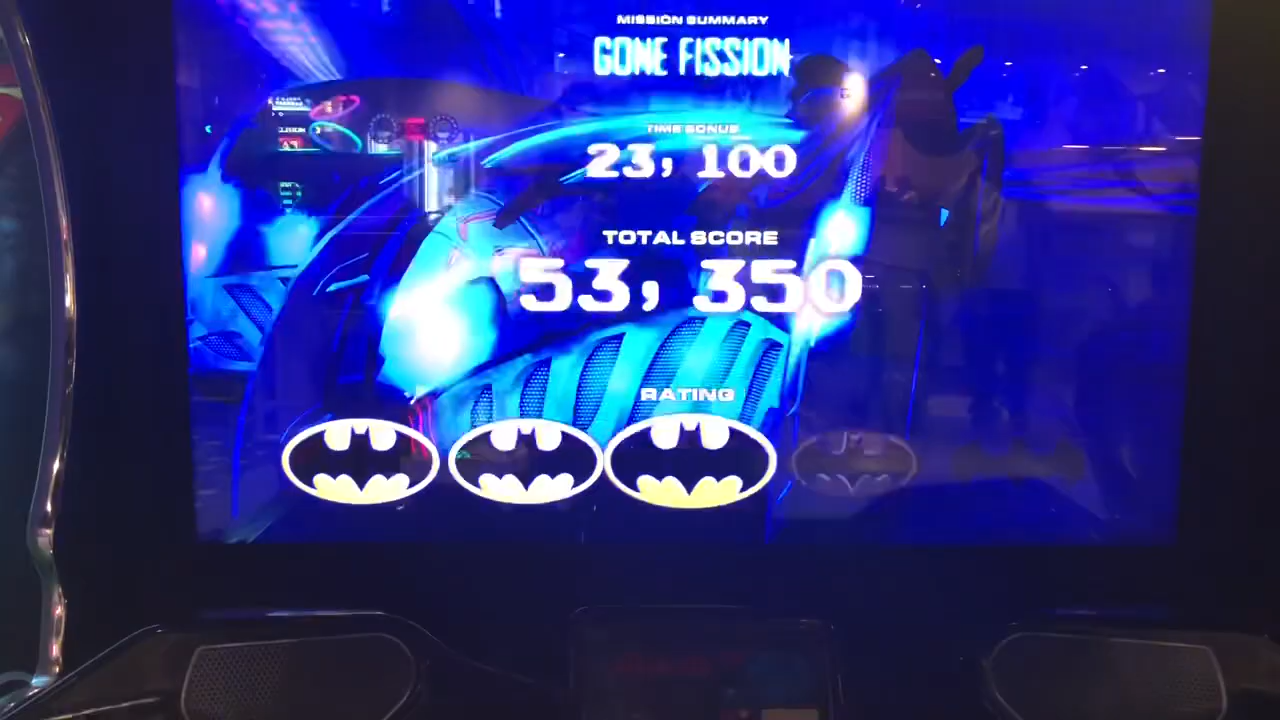 MISSION SUMMARY
GONE FISSION
TIME BONUS
23, 100
TOTAL SCORE
53, 350
RATING